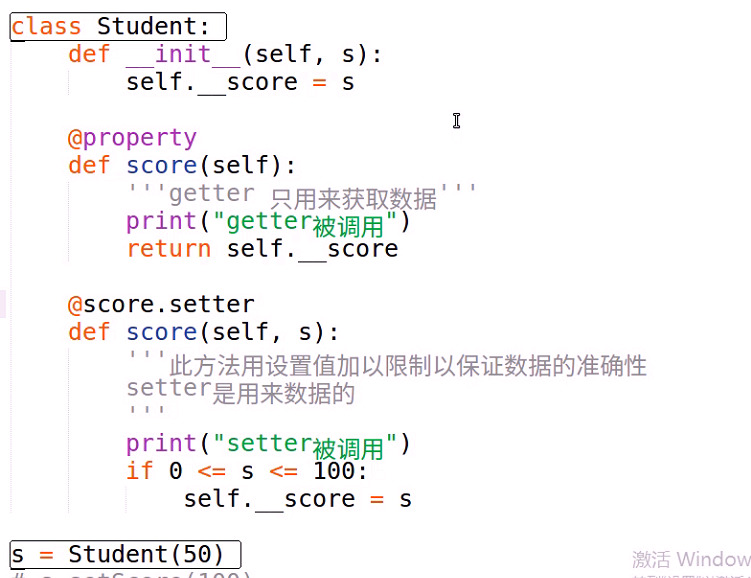 class Student:
    def __init__(self, s):
        self.__score = s

    @property
    def score(self):
        '''getter 只用来获取数据'''
        print("getter被调用")
        return self.__score

    @score.setter
    def score(self, s):
        '''此方法用设置值加以限制以保证数据的准确性
        setter是用来数据的
        '''
        print("setter被调用")
        if 0 <= s <= 100:
            self.__score = s

s = Student(50)
# s.setScore(100)
激活 Window